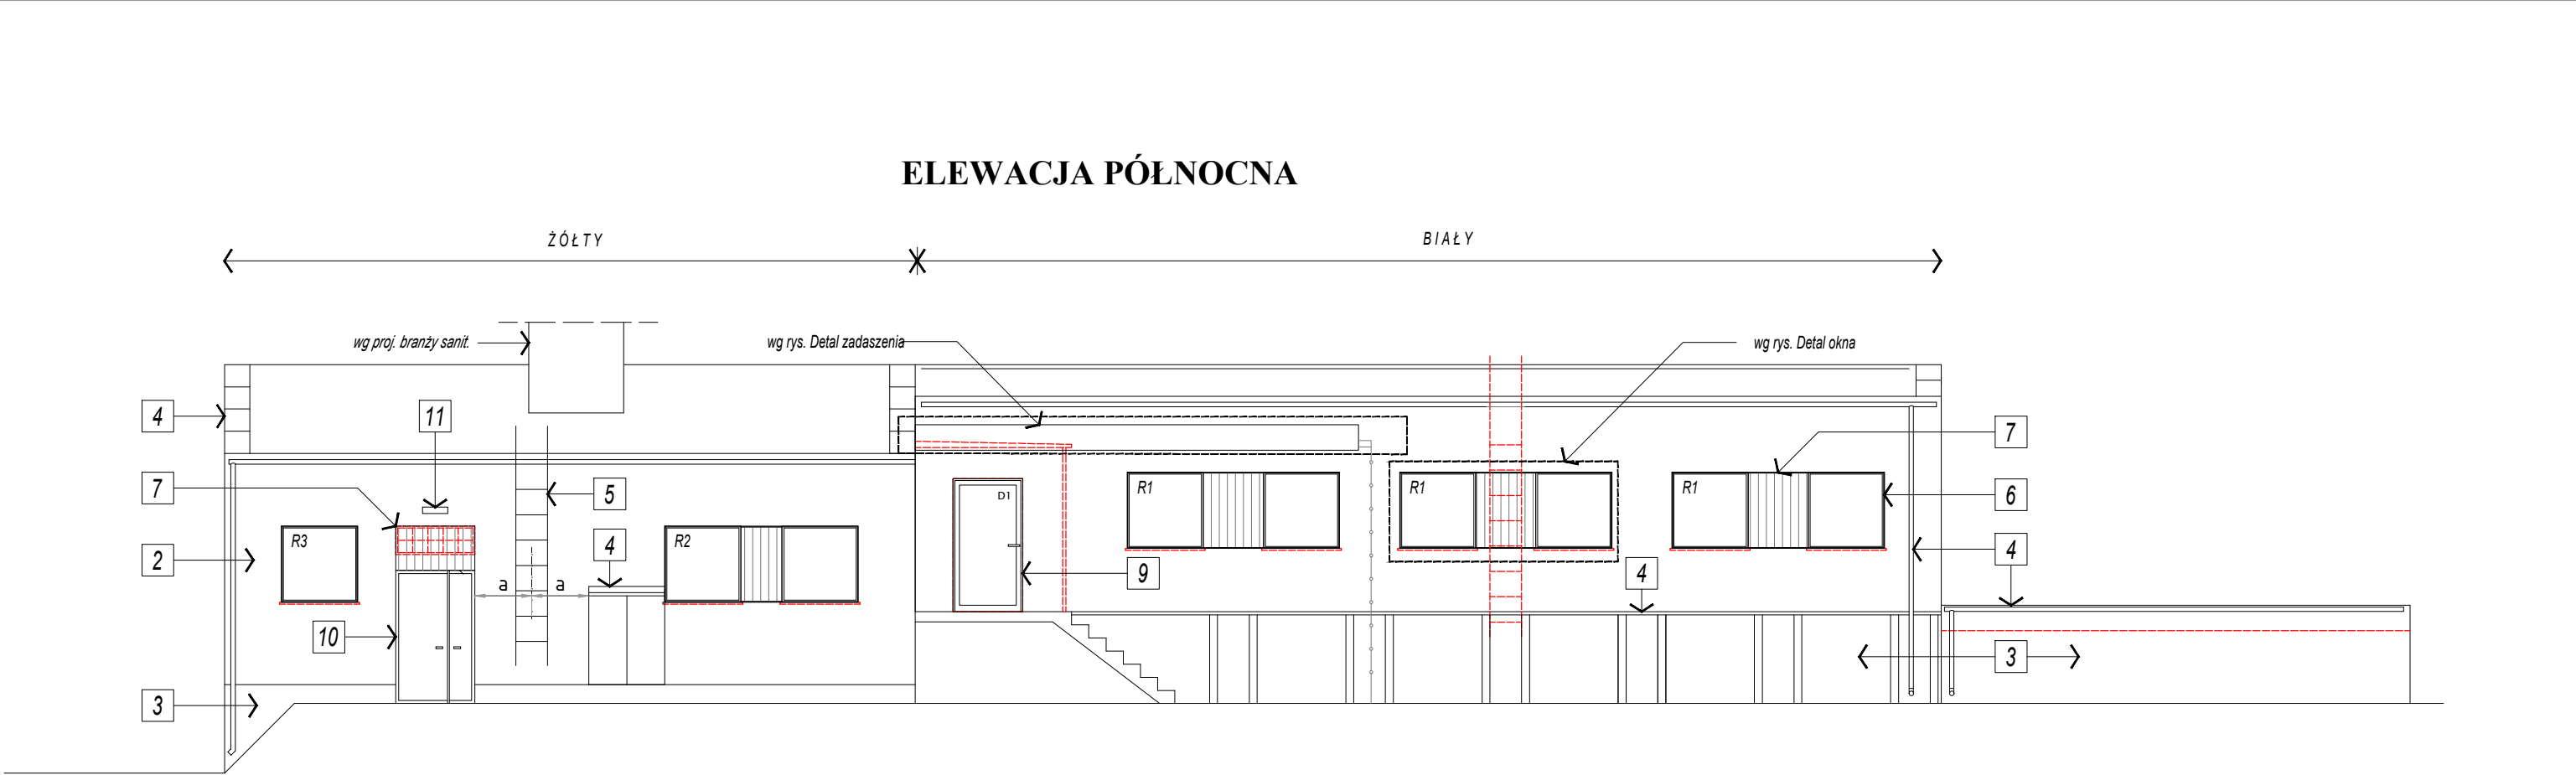 ELEWACJA PÓŁNOCNA
ŻÓŁTY
BIAŁY
wg proj. branży sanit.
wg rys. Detal zadaszenia
wg rys. Detal okna
4
11
7
7
5
6
R3
R2
R1
R1
R1
D1
2
4
4
9
4
a
a
10
3
3